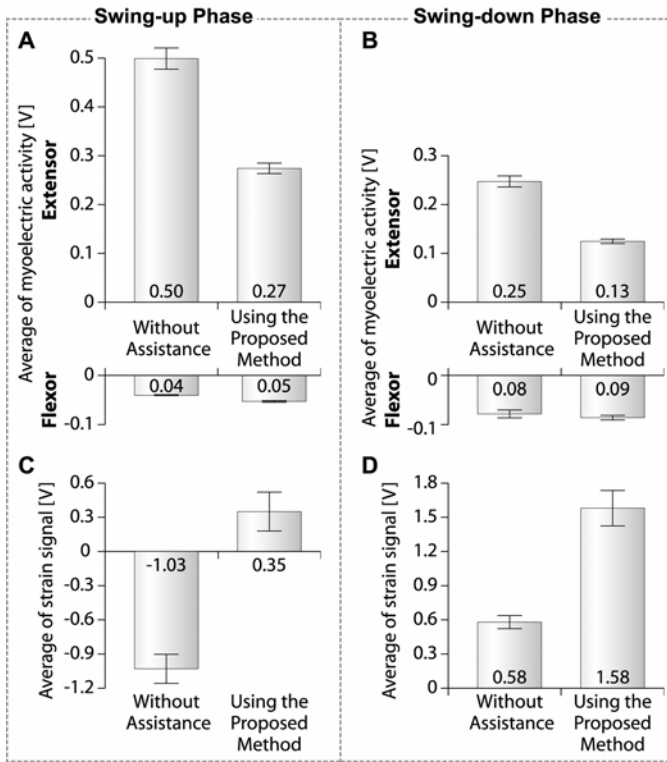 Swing-up Phase
Swing-down Phase
A
Average of myoelectric activity [V]
Extensor
Flexor
0.5
0.4
0.3
0.2
0.1
0
0.50
0.27
Without
Assistance
Using the
Proposed
Method
0
-0.1
0.04
0.05
B
Average of myoelectric activity [V]
Extensor
Flexor
0.3
0.2
0.1
0
0.25
0.13
Without
Assistance
Using the
Proposed
Method
0
-0.1
0.08
0.09
C
Average of strain signal [V]
0.6
0.3
0
-0.3
-0.6
-0.9
-1.2
-1.03
0.35
Without
Assistance
Using the
Proposed
Method
D
Average of strain signal [V]
1.8
1.5
1.2
0.9
0.6
0.3
0
0.58
1.58
Without
Assistance
Using the
Proposed
Method